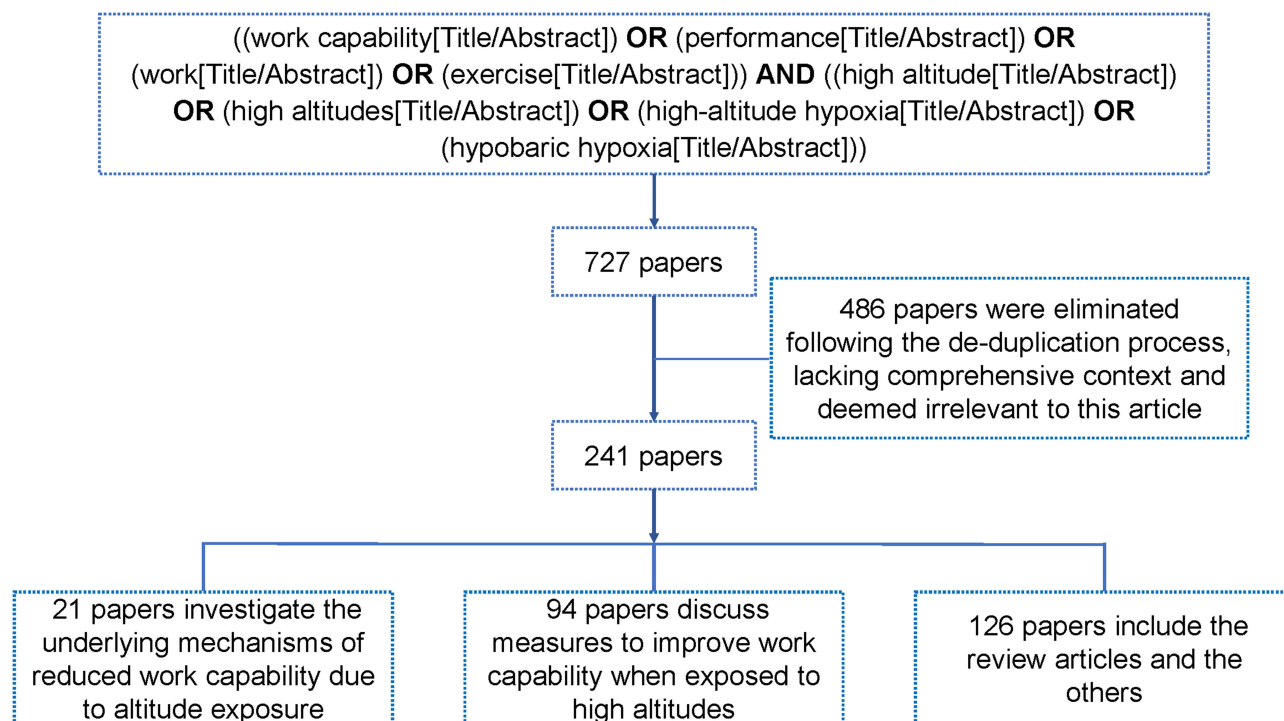 ((work capability[Title/Abstract]) OR (performance[Title/Abstract]) OR
(work[Title/Abstract]) OR (exercise[Title/Abstract])) AND ((high altitude[Title/Abstract])
OR (high altitudes[Title/Abstract]) OR (high-altitude hypoxia[Title/Abstract]) OR
(hypobaric hypoxia[Title/Abstract]))
727 papers
486 papers were eliminated
following the de-duplication process,
lacking comprehensive context and
deemed irrelevant to this article
241 papers
21 papers investigate the
underlying mechanisms of
reduced work capability due
to altitude exposure
94 papers discuss
measures to improve work
capability when exposed to
high altitudes
126 papers include the
review articles and the
others